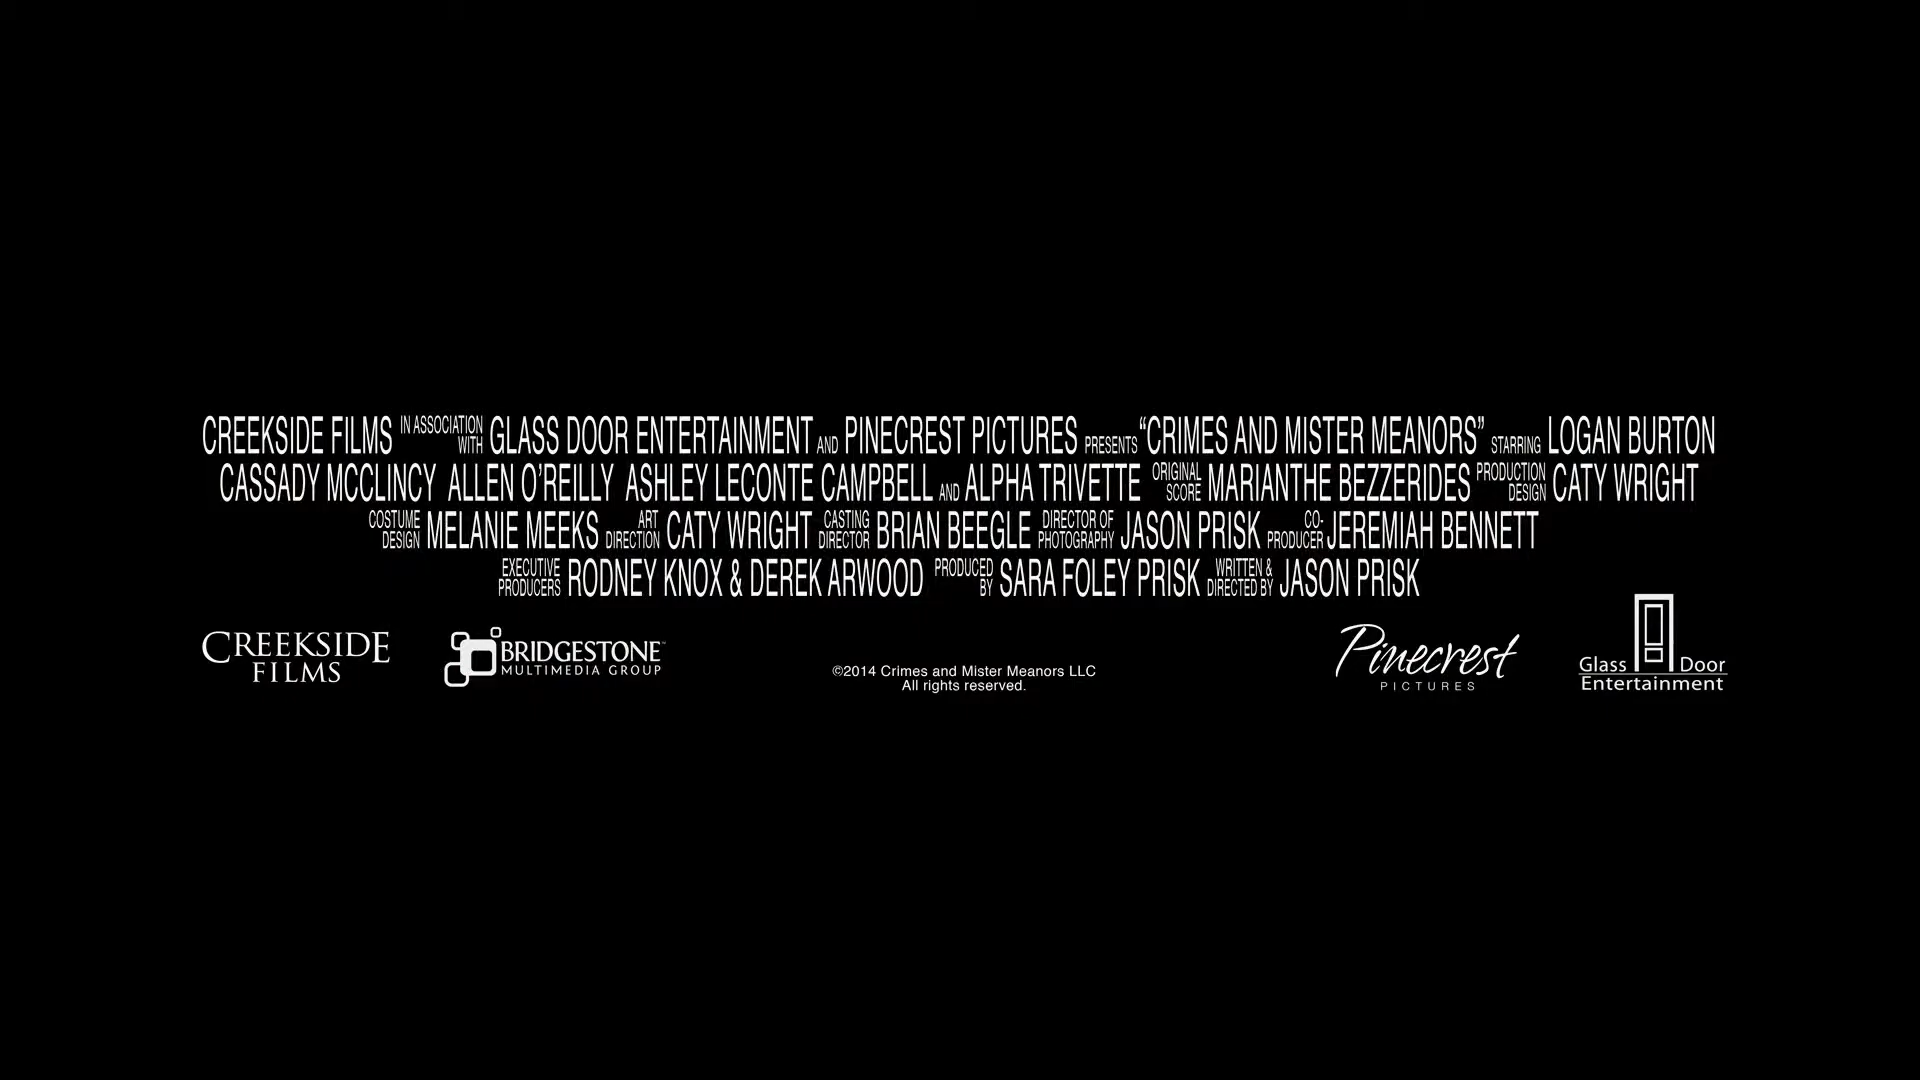 CREEKSIDE FILMS IN ASSOCIATION WITH GLASS DOOR ENTERTAINMENT AND PINECREST PICTURES PRESENTS “CRIMES AND MISTER MEANORS” STARRING LOGAN BURTON
CASSADY MCCLINCY ALLEN O’REILLY ASHLEY LECONTE CAMPBELL AND ALPHA TRIVETTE ORIGINAL SCORE MARIANTHE BEZZERIDES PRODUCTION DESIGN CATY WRIGHT
COSTUME DESIGN MELANIE MEEKS ART DIRECTION CATY WRIGHT CASTING DIRECTOR BRIAN BEEGLE DIRECTOR OF PHOTOGRAPHY JASON PRISK CO-PRODUCER JEREMIAH BENNETT
EXECUTIVE PRODUCERS RODNEY KNOX & DEREK ARWOOD PRODUCED BY SARA FOLEY PRISK WRITTEN & DIRECTED BY JASON PRISK
CREEKSIDE
FILMS
BRIDGESTONE™
MULTIMEDIA GROUP
©2014 Crimes and Mister Meanors LLC
All rights reserved.
Pinecrest
PICTURES
Glass Door
Entertainment